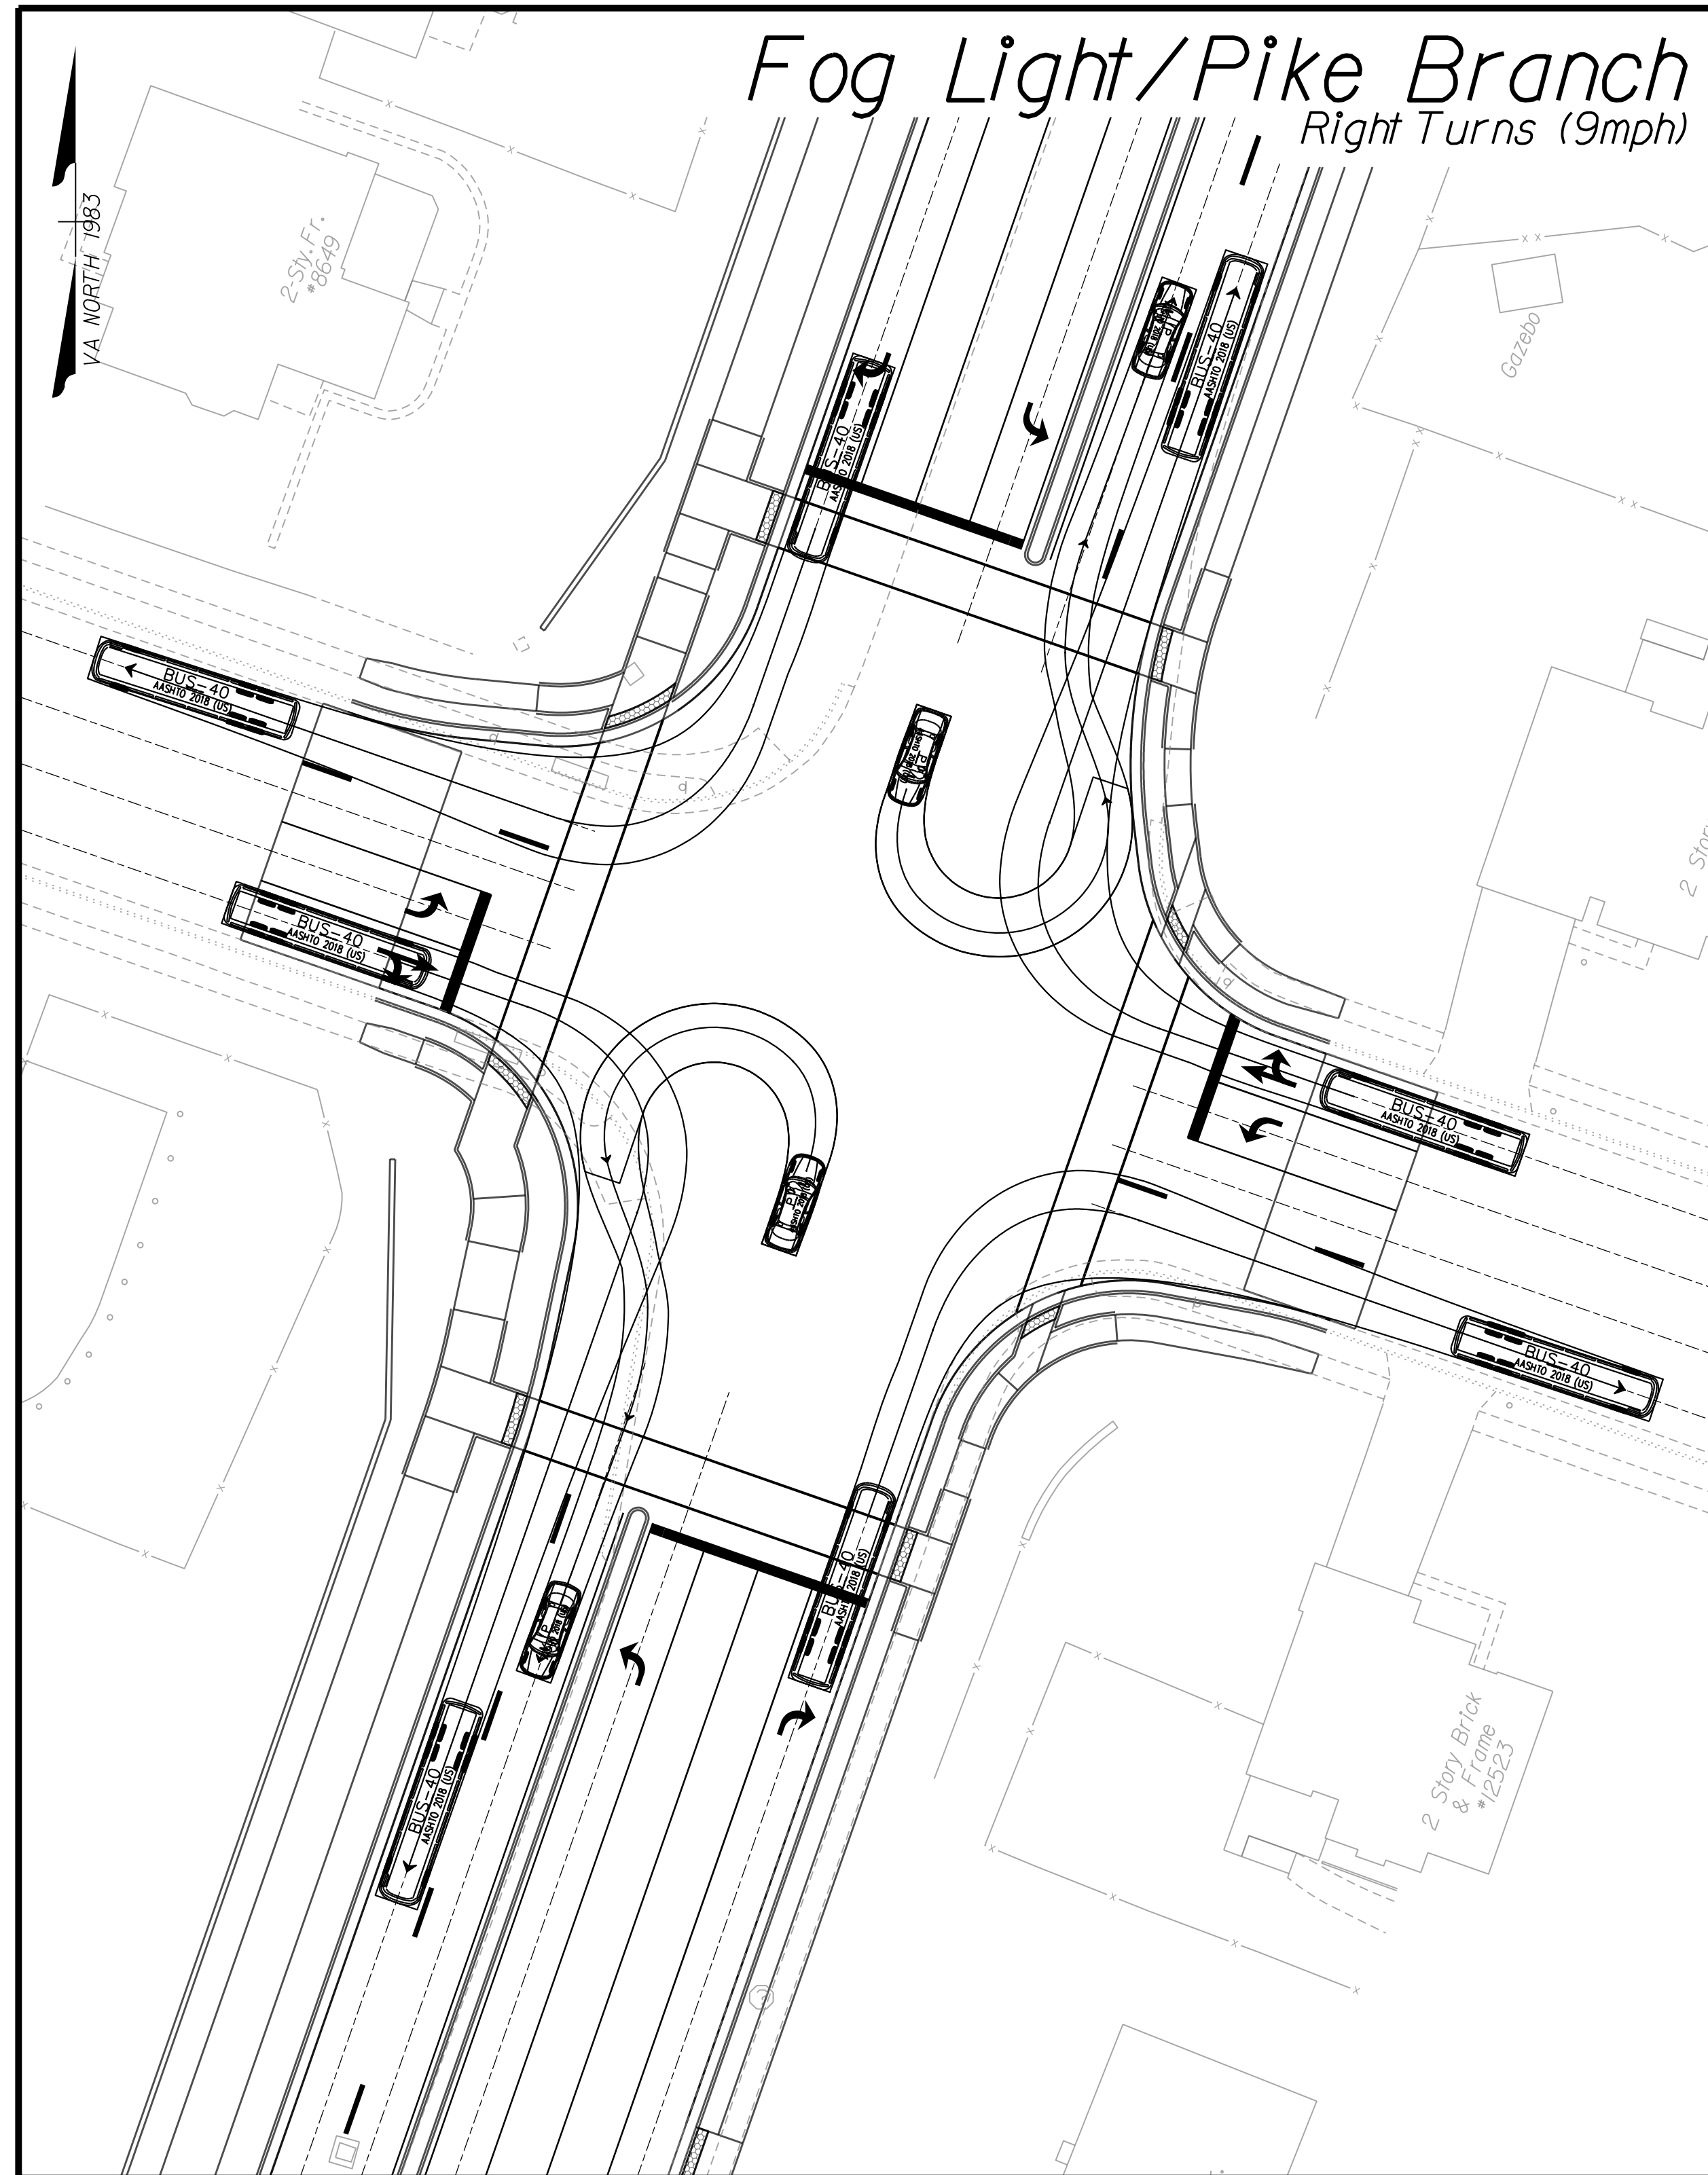 Fog Light/Pike Branch
Right Turns (9mph)
VA NORTH 1983
2-Sty.Fr.
#8649
Gazebo
BUS-40
AASHTO 2018 (US)
P
BUS-40
AASHTO 2018 (US)
BUS-40
AASHTO 2018 (US)
P
BUS-40
AASHTO 2018 (US)
BUS-40
AASHTO 2018 (US)
P
AASHTO 2018 (US)
BUS-40
AASHTO 2018 (US)
BUS-40
AASHTO 2018 (US)
P
BUS-40
AASHTO 2018 (US)
2 Story Brick
& Frame
#12523